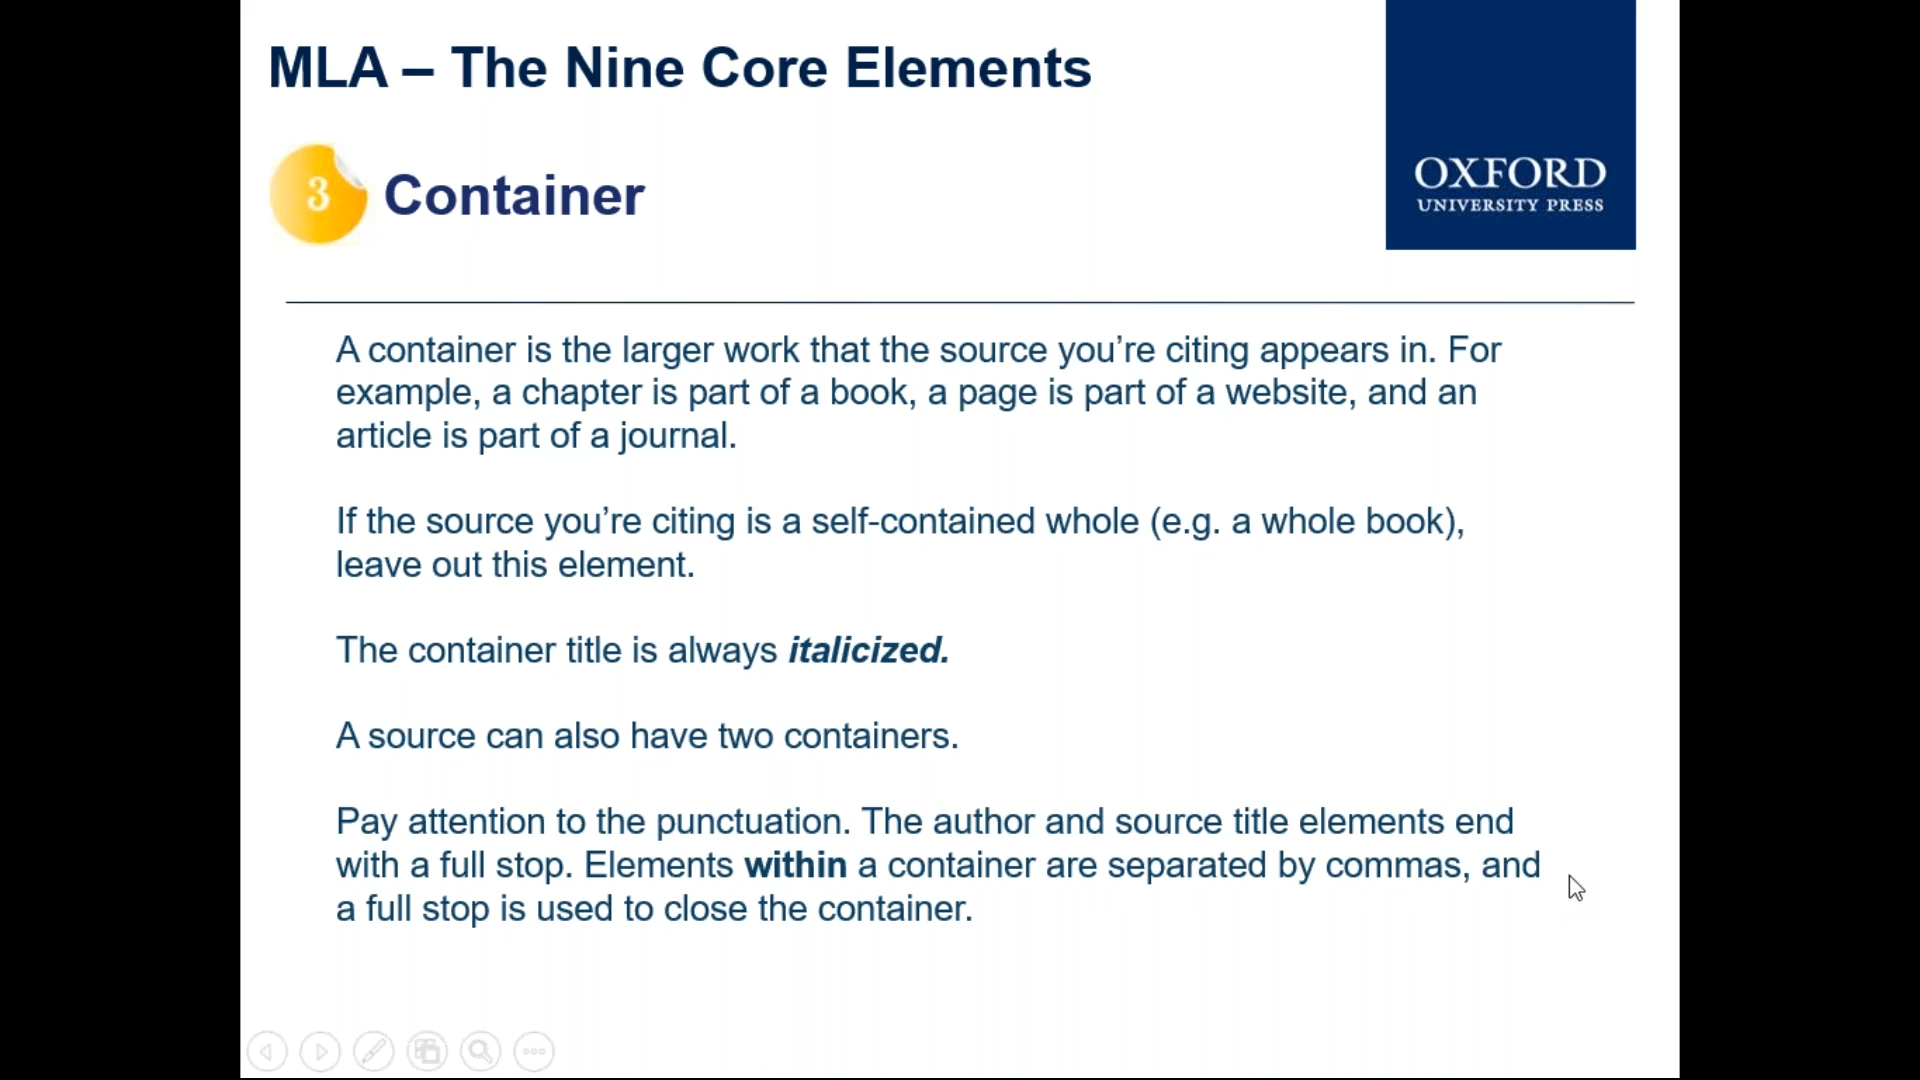 MLA – The Nine Core Elements
OXFORD
UNIVERSITY PRESS
3
Container
A container is the larger work that the source you’re citing appears in. For
example, a chapter is part of a book, a page is part of a website, and an
article is part of a journal.
If the source you’re citing is a self-contained whole (e.g. a whole book),
leave out this element.
The container title is always italicized.
A source can also have two containers.
Pay attention to the punctuation. The author and source title elements end
with a full stop. Elements within a container are separated by commas, and
a full stop is used to close the container.